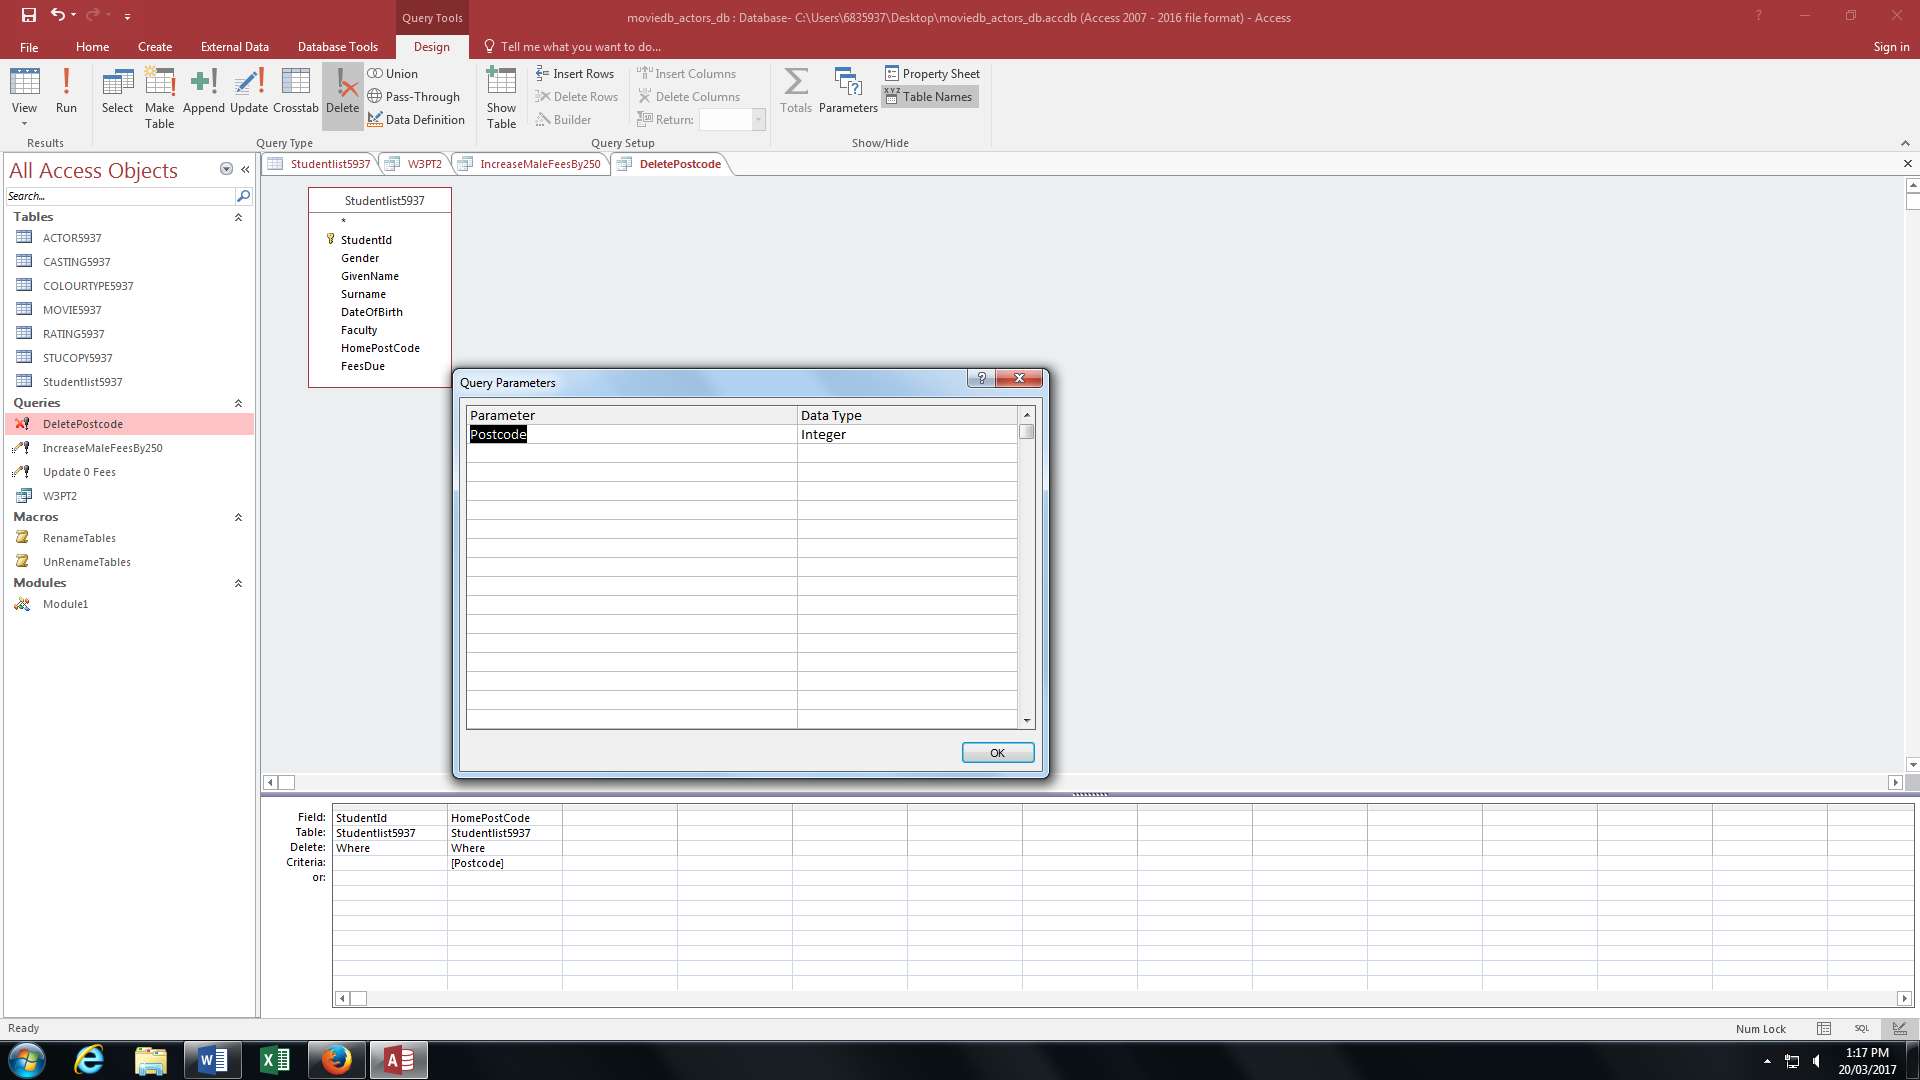 Query Tools
moviedb_actors_db : Database- C:\Users\6835937\Desktop\moviedb_actors_db.accdb (Access 2007 - 2016 file format) - Access
File Home Create External Data Database Tools Design Tell me what you want to do... Sign in
View Run Select Make Table Append Update Crosstab Delete
Union
Pass-Through
Data Definition
Show Table
Insert Rows
Delete Rows
Builder
Insert Columns
Delete Columns
Return:
Totals Parameters
Property Sheet
Table Names
Results Query Type Query Setup Show/Hide
All Access Objects
Search...
Tables
ACTOR5937
CASTING5937
COLOURTYPE5937
MOVIE5937
RATING5937
STUCOPY5937
Studentlist5937
Queries
DeletePostcode
IncreaseMaleFeesBy250
Update 0 Fees
W3PT2
Macros
RenameTables
UnRenameTables
Modules
Module1
Studentlist5937 W3PT2 IncreaseMaleFeesBy250 DeletePostcode
Studentlist5937
*
StudentId
Gender
GivenName
Surname
DateOfBirth
Faculty
HomePostCode
FeesDue
Query Parameters
Parameter Data Type
Postcode Integer
OK
Field: StudentId HomePostCode
Table: Studentlist5937 Studentlist5937
Delete: Where Where
Criteria: [Postcode]
or:
Ready Num Lock SQL
1:17 PM
20/03/2017